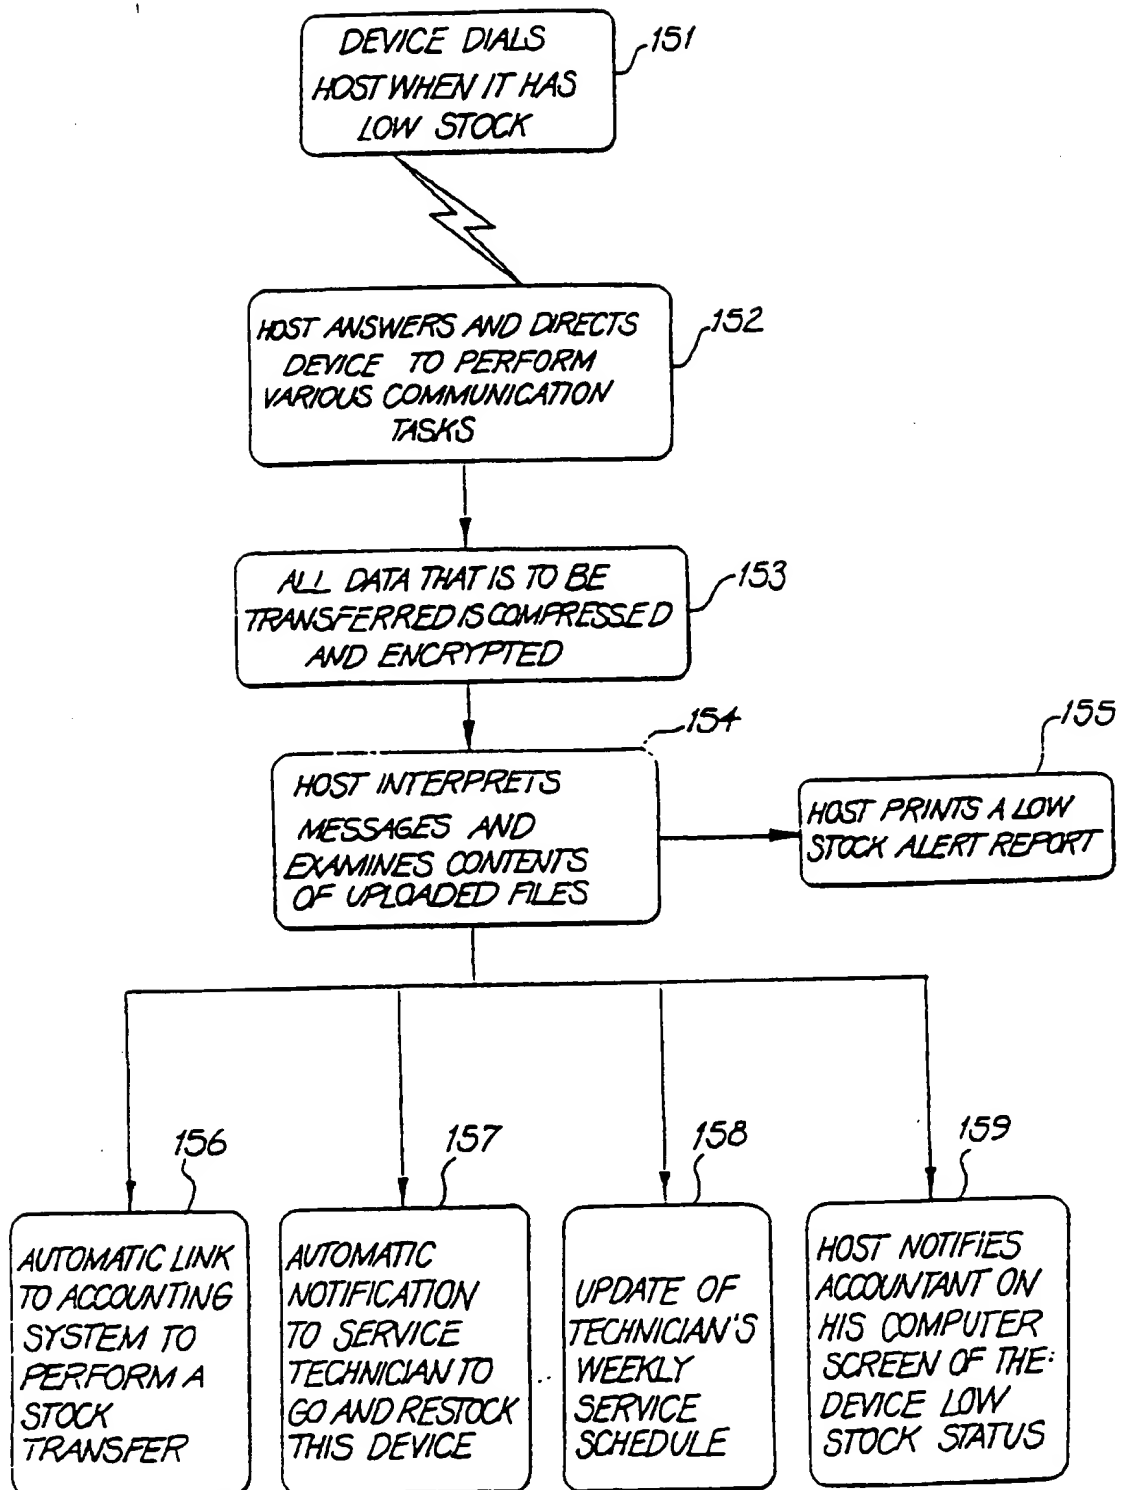 DEVICE DIALS
HOST WHEN IT HAS
LOW STOCK
151
HOST ANSWERS AND DIRECTS
DEVICE TO PERFORM
VARIOUS COMMUNICATION
TASKS
152
ALL DATA THAT IS TO BE
TRANSFERRED IS COMPRESSED
AND ENCRYPTED
153
154
HOST INTERPRETS
MESSAGES AND
EXAMINES CONTENTS
OF UPLOADED FILES
155
HOST PRINTS A LOW
STOCK ALERT REPORT
156
AUTOMATIC LINK
TO ACCOUNTING
SYSTEM TO
PERFORM A
STOCK
TRANSFER
157
AUTOMATIC
NOTIFICATION
TO SERVICE
TECHNICIAN TO
GO AND RESTOCK
THIS DEVICE
158
UPDATE OF
TECHNICIAN'S
WEEKLY
SERVICE
SCHEDULE
159
HOST NOTIFIES
ACCOUNTANT ON
HIS COMPUTER
SCREEN OF THE:
DEVICE LOW
STOCK STATUS